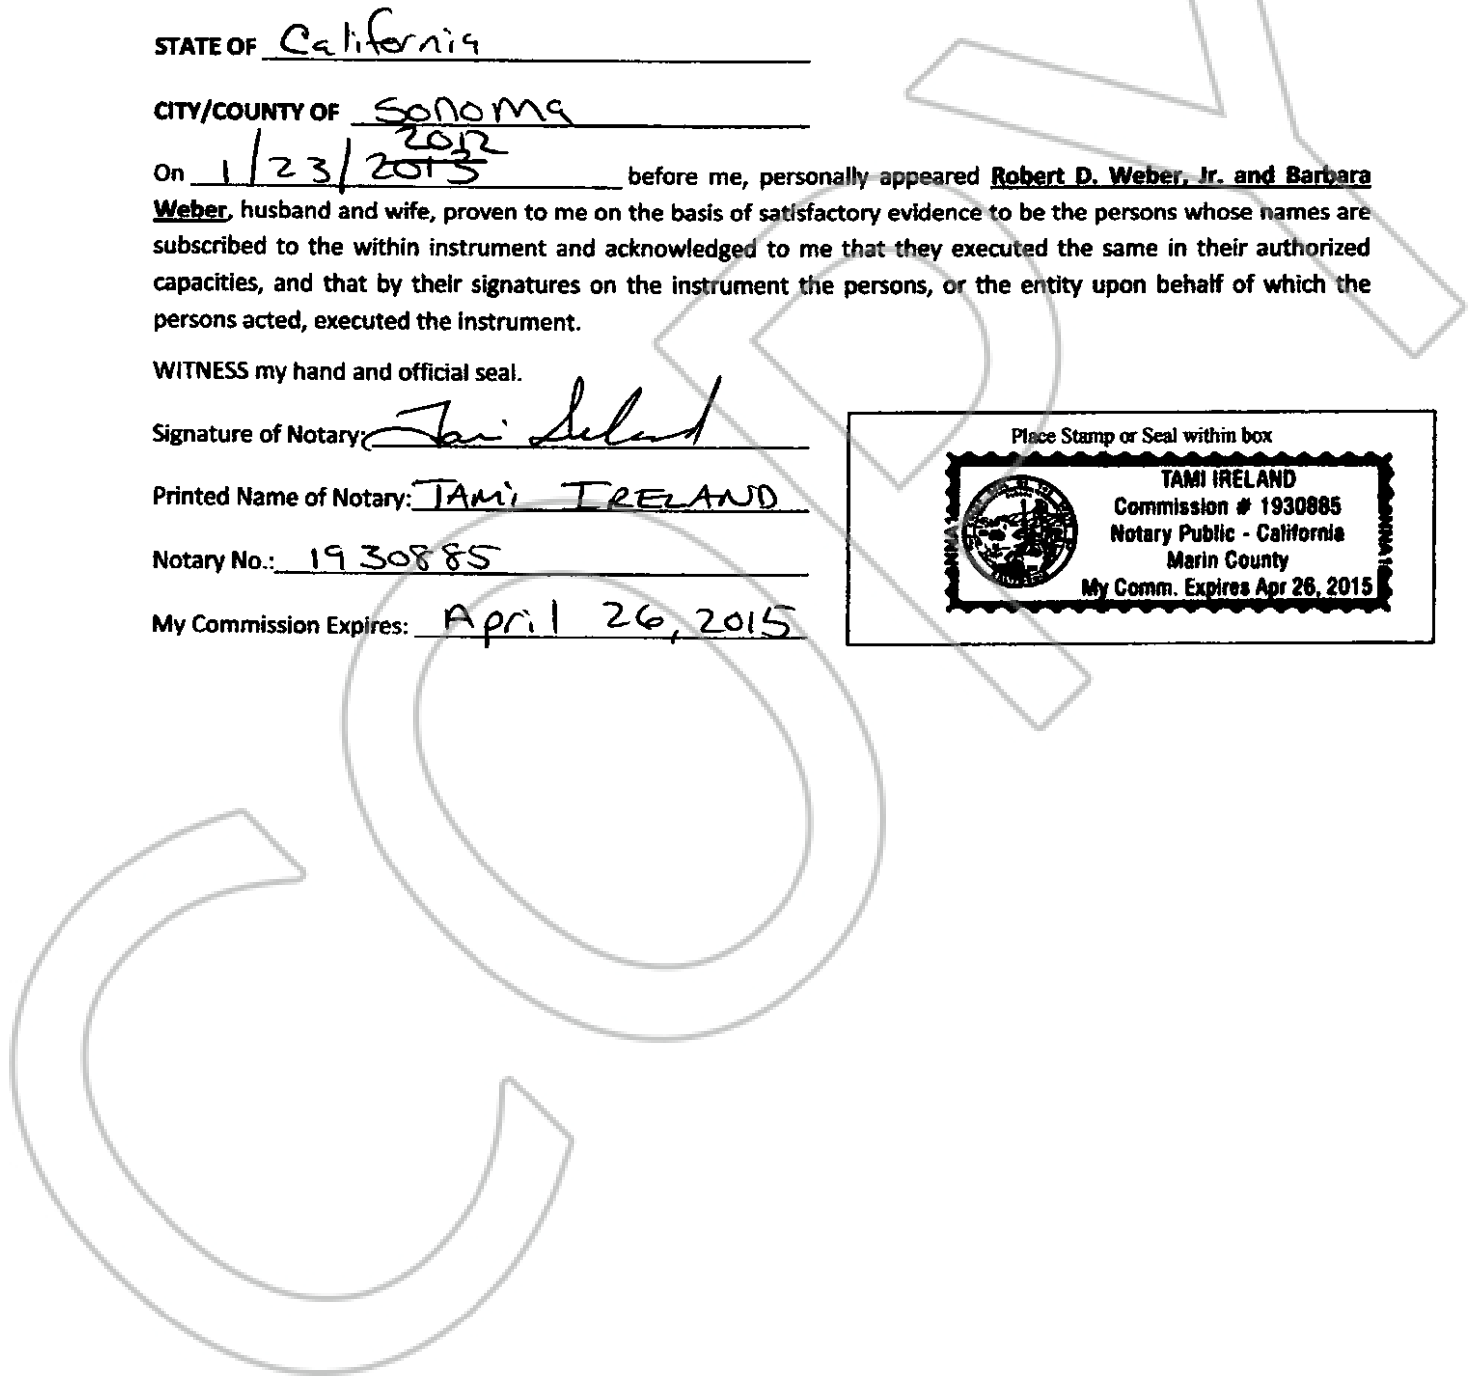 STATE OF California
CITY/COUNTY OF Sonoma
2012
On 1/23/2013 before me, personally appeared Robert D. Weber, Jr. and Barbara
Weber, husband and wife, proven to me on the basis of satisfactory evidence to be the persons whose names are
subscribed to the within instrument and acknowledged to me that they executed the same in their authorized
capacities, and that by their signatures on the instrument the persons, or the entity upon behalf of which the
persons acted, executed the instrument.
WITNESS my hand and official seal.
Signature of Notary: Tami Ireland
Printed Name of Notary: TAMI IRELAND
Notary No.: 1930885
My Commission Expires: April 26, 2015
Place Stamp or Seal within box
TAMI IRELAND
Commission # 1930885
Notary Public - California
Marin County
My Comm. Expires Apr 26, 2015
COPY